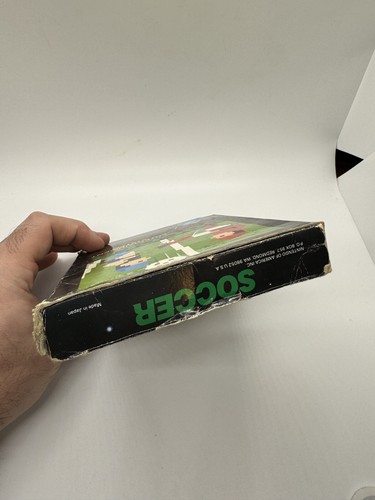 NINTENDO OF AMERICA INC.
P.O. BOX 957, REDMOND, WA 98052 U.S.A.
SOCCER
Made in Japan